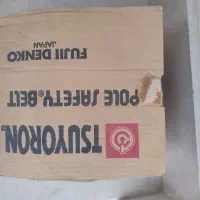 TSUYORON®
POLE SAFETY BELT
FUJII DENKO
JAPAN